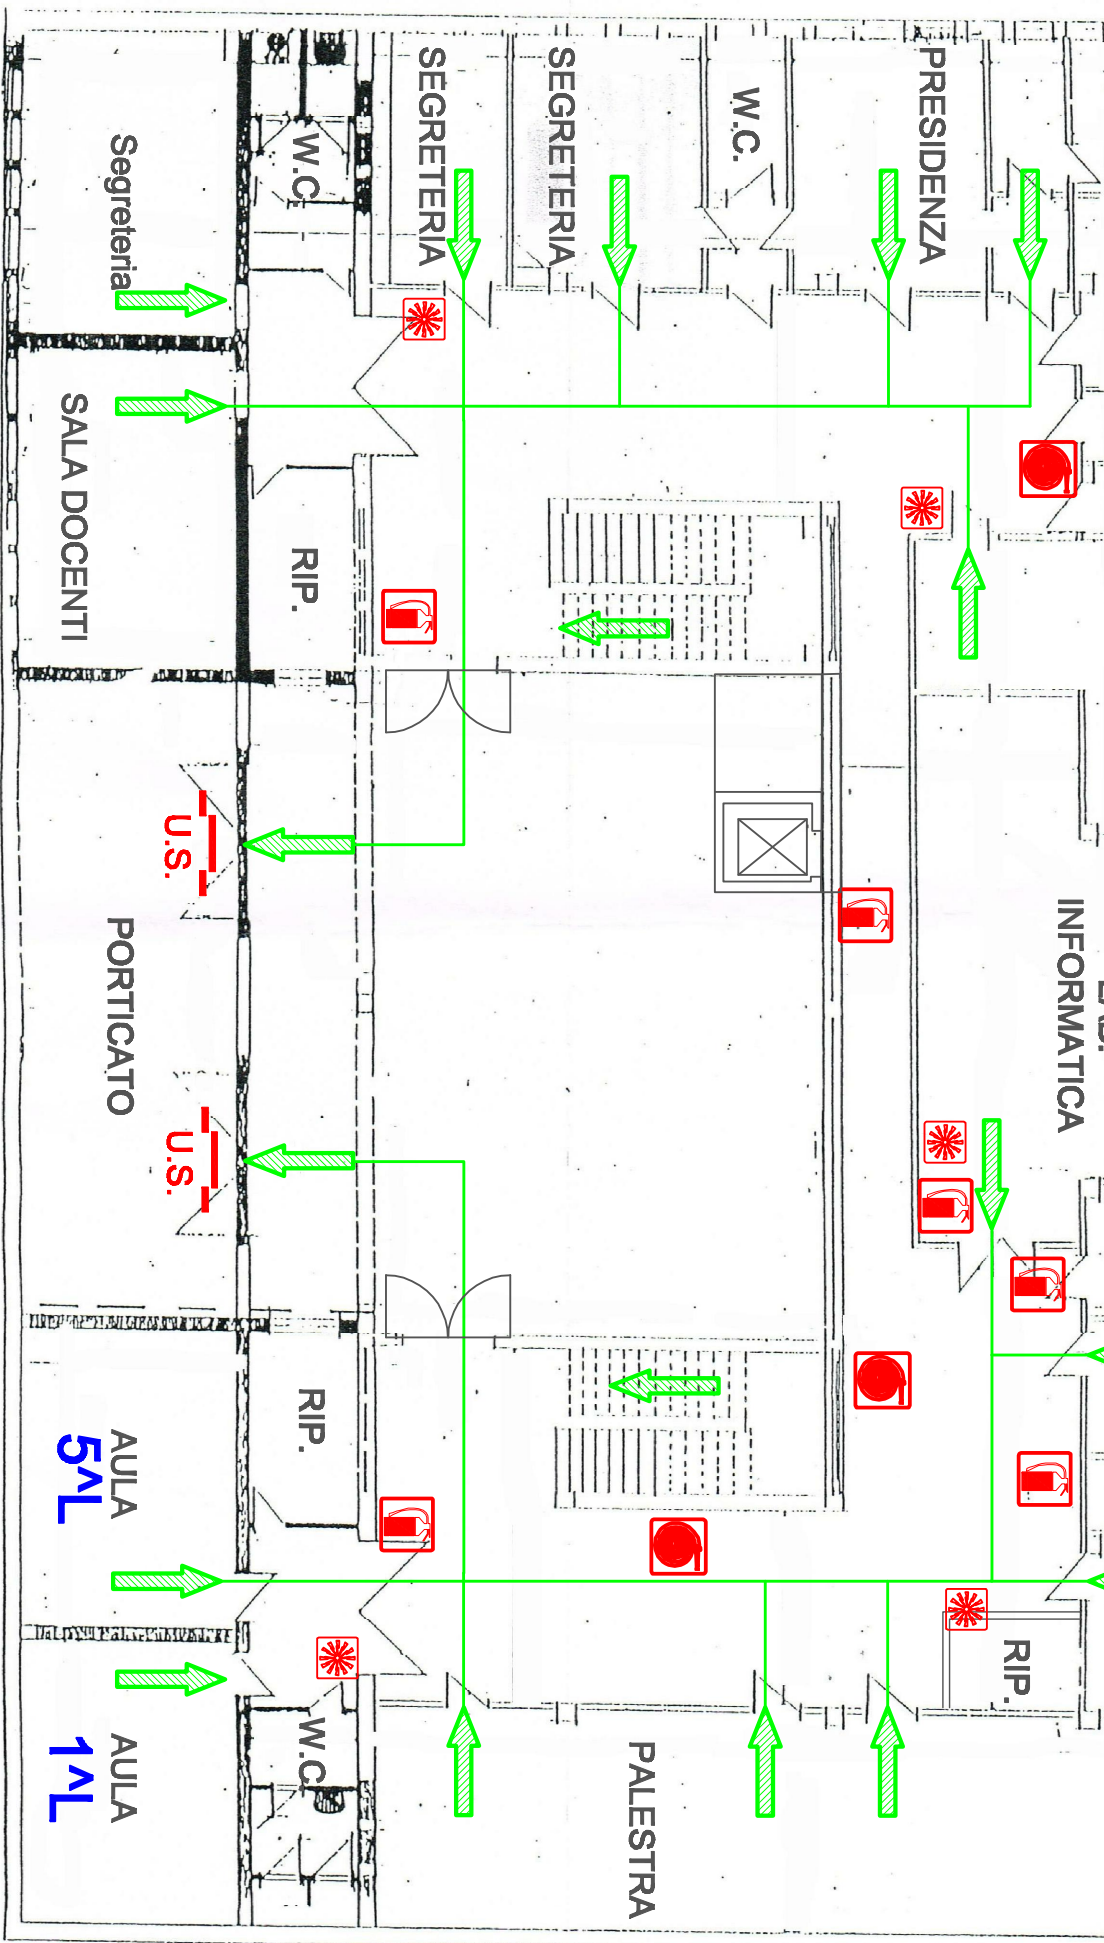 SEGRETERIA
SEGRETERIA
W.C.
PRESIDENZA
W.C.
Segreteria
SALA DOCENTI
RIP.
U.S.
PORTICATO
U.S.
INFORMATICA
RIP.
AULA
5^L
AULA
1^L
W.C.
PALESTRA
RIP.